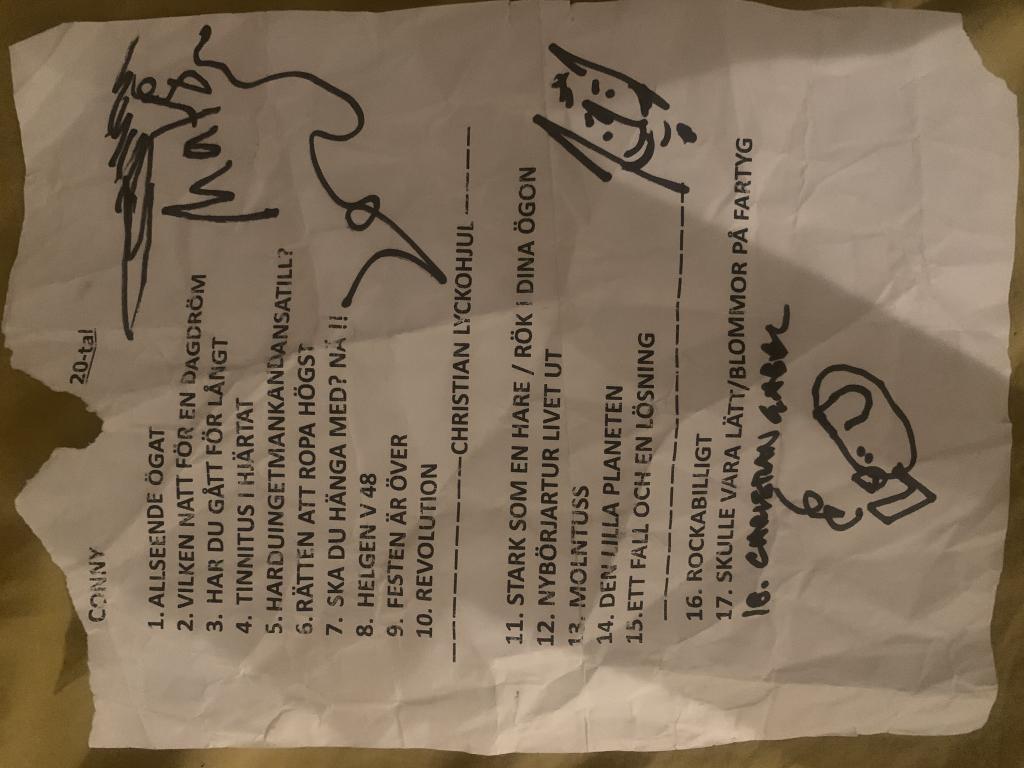 CONNY 20-tal
1. ALLSEENDE ÖGAT
2. VILKEN NATT FÖR EN DAGDRÖM
3. HAR DU GÅTT FÖR LÅNGT
4. TINNITUS I HJÄRTAT
5. HARDUNGETMANKANDANSATILL?
6. RÄTTEN ATT ROPA HÖGST
7. SKA DU HÄNGA MED? NÄ !!
8. HELGEN V 48
9. FESTEN ÄR ÖVER
10. REVOLUTION
CHRISTIAN LYCKOHJUL
11. STARK SOM EN HARE / RÖK I DINA ÖGON
12. NYBÖRJARTUR LIVET UT
13. MOLNTUSS
14. DEN LILLA PLANETEN
15.ETT FALL OCH EN LÖSNING
16. ROCKABILLIGT
17. SKULLE VARA LÄTT/BLOMMOR PÅ FARTYG
18.